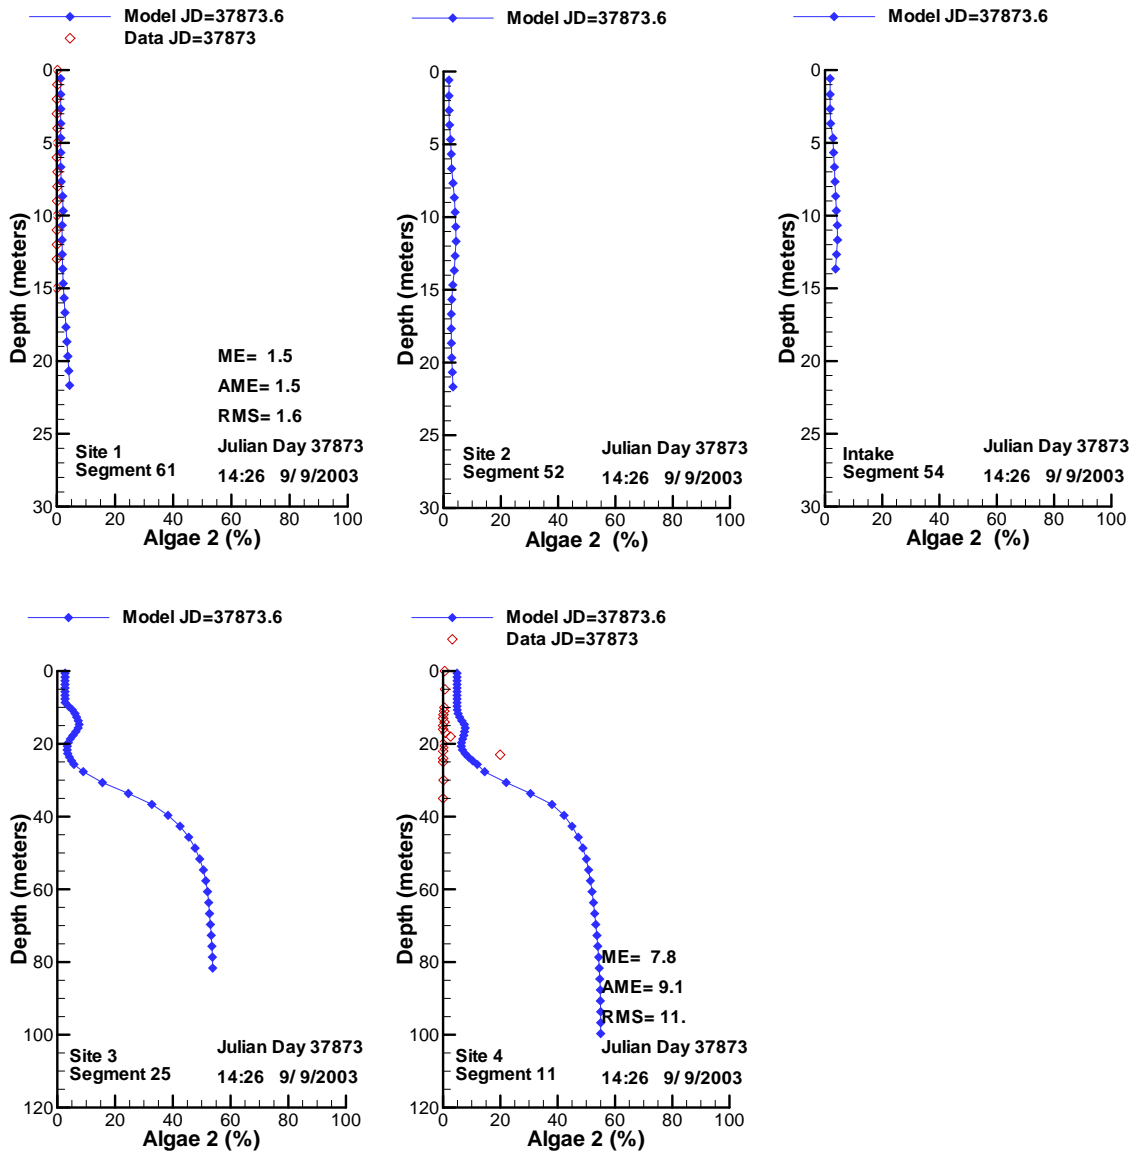 Model JD=37873.6
Data JD=37873
0
5
10
15
20
25
30
Depth (meters)
ME= 1.5
AME= 1.5
RMS= 1.6
Site 1
Segment 61
Julian Day 37873
14:26 9/ 9/2003
0 20 40 60 80 100
Algae 2 (%)
Model JD=37873.6
0
5
10
15
20
25
30
Depth (meters)
Site 2
Segment 52
Julian Day 37873
14:26 9/ 9/2003
0 20 40 60 80 100
Algae 2 (%)
Model JD=37873.6
0
5
10
15
20
25
30
Depth (meters)
Intake
Segment 54
Julian Day 37873
14:26 9/ 9/2003
0 20 40 60 80 100
Algae 2 (%)
Model JD=37873.6
0
20
40
60
80
100
120
Depth (meters)
Site 3
Segment 25
Julian Day 37873
14:26 9/ 9/2003
0 20 40 60 80 100
Algae 2 (%)
Model JD=37873.6
Data JD=37873
0
20
40
60
80
100
120
Depth (meters)
ME= 7.8
AME= 9.1
RMS= 11.
Site 4
Segment 11
Julian Day 37873
14:26 9/ 9/2003
0 20 40 60 80 100
Algae 2 (%)